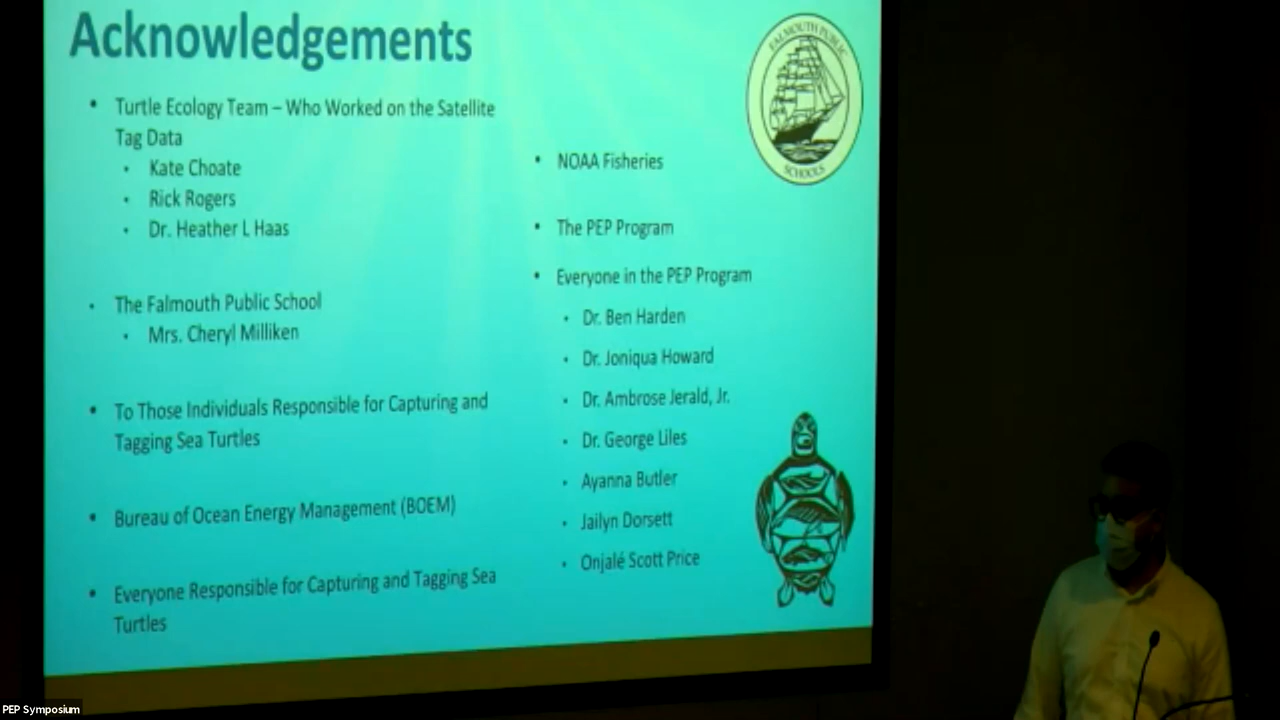 Acknowledgements
• Turtle Ecology Team – Who Worked on the Satellite
Tag Data
• Kate Choate
• Rick Rogers
• Dr. Heather L Haas
• The Falmouth Public School
• Mrs. Cheryl Milliken
• To Those Individuals Responsible for Capturing and
Tagging Sea Turtles
• Bureau of Ocean Energy Management (BOEM)
• Everyone Responsible for Capturing and Tagging Sea
Turtles
FALMOUTH PUBLIC
SCHOOLS
• NOAA Fisheries
• The PEP Program
• Everyone in the PEP Program
• Dr. Ben Harden
• Dr. Joniqua Howard
• Dr. Ambrose Jerald, Jr.
• Dr. George Liles
• Ayanna Butler
• Jailyn Dorsett
• Onjalé Scott Price
PEP Symposium